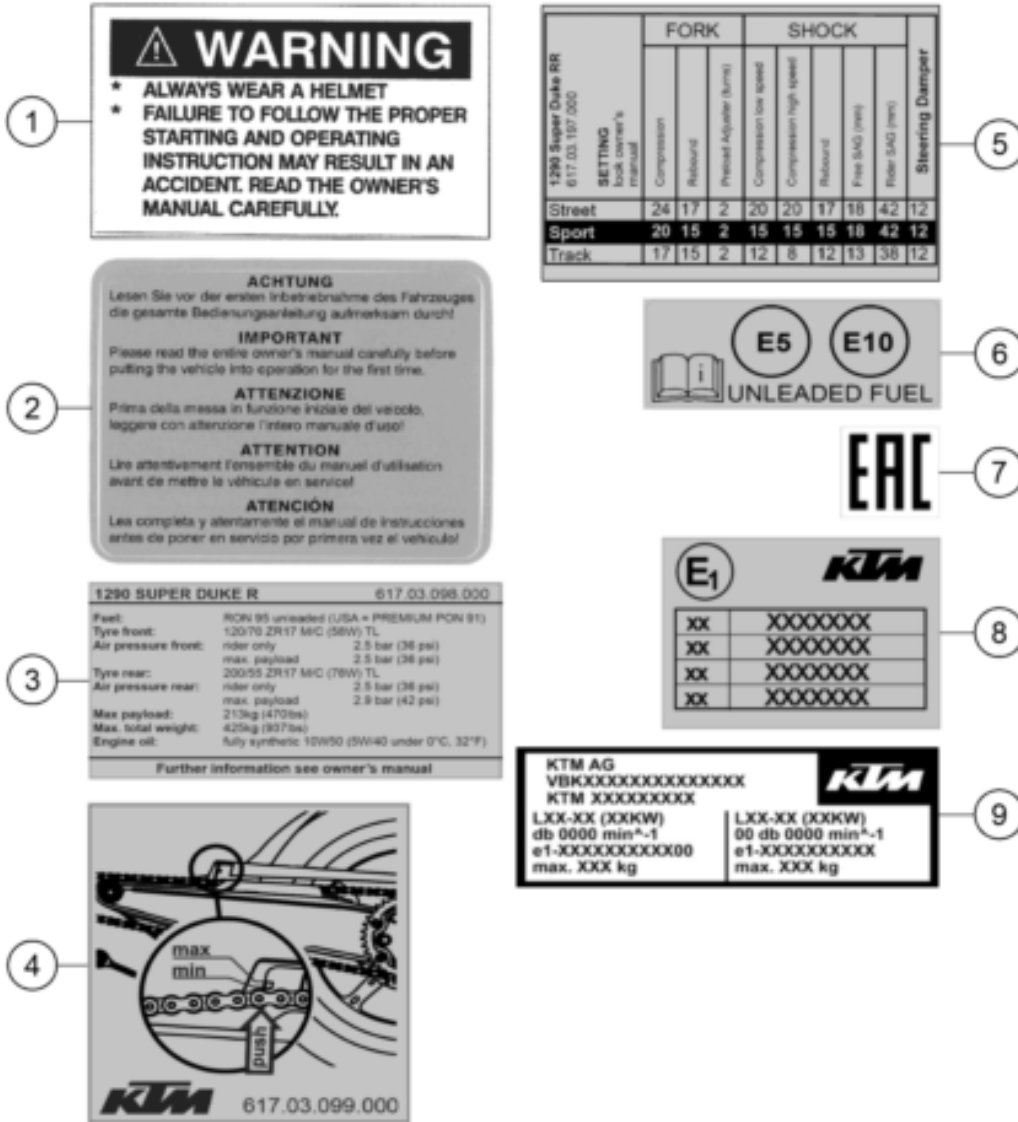 1
WARNING
* ALWAYS WEAR A HELMET
* FAILURE TO FOLLOW THE PROPER
STARTING AND OPERATING
INSTRUCTION MAY RESULT IN AN
ACCIDENT. READ THE OWNER'S
MANUAL CAREFULLY.
2
ACHTUNG
Lesen Sie vor der ersten Inbetriebnahme des Fahrzeuges
die gesamte Bedienungsanleitung aufmerksam durch!
IMPORTANT
Please read the entire owner's manual carefully before
putting the vehicle into operation for the first time.
ATTENZIONE
Prima della messa in funzione iniziale del veicolo,
leggere con attenzione l'intero manuale d'uso!
ATTENTION
Lire attentivement l'ensemble du manuel d'utilisation
avant de mettre le véhicule en service!
ATENCIÓN
Lea completa y atentamente el manual de instrucciones
antes de poner en servicio por primera vez el vehículo!
3
1290 SUPER DUKE R 617.03.098.000
Fuel: RON 95 unleaded (USA = PREMIUM PON 91)
Tyre front: 120/70 ZR17 M/C (58W) TL
Air pressure front: rider only 2.5 bar (36 psi)
max. payload 2.5 bar (36 psi)
Tyre rear: 200/55 ZR17 M/C (78W) TL
Air pressure rear: rider only 2.5 bar (36 psi)
max. payload 2.9 bar (42 psi)
Max payload: 213kg (470lbs)
Max. total weight: 425kg (937lbs)
Engine oil: fully synthetic 10W50 (5W/40 under 0°C, 32°F)
Further information see owner's manual
4
max
min
push
KTM 617.03.099.000
5
1290 Super Duke RR
617.03.197.000
SETTING
look owner's
manual
FORK SHOCK
Compression
Rebound
Preload Adjuster (turns)
Compression low speed
Compression high speed
Rebound
Free SAG (mm)
Rider SAG (mm)
Steering Damper
Street 24 17 2 20 20 17 18 42 12
Sport 20 15 2 15 15 15 18 42 12
Track 17 15 2 12 8 12 13 38 12
6
E5 E10
i
UNLEADED FUEL
7
EAC
8
E1 KTM
XX XXXXXXX
XX XXXXXXX
XX XXXXXXX
XX XXXXXXX
9
KTM AG
VBKXXXXXXXXXXXXXX
KTM XXXXXXXXX
KTM
LXX-XX (XXKW)
db 0000 min^-1
e1-XXXXXXXXXX00
max. XXX kg
LXX-XX (XXKW)
00 db 0000 min^-1
e1-XXXXXXXXXX
max. XXX kg